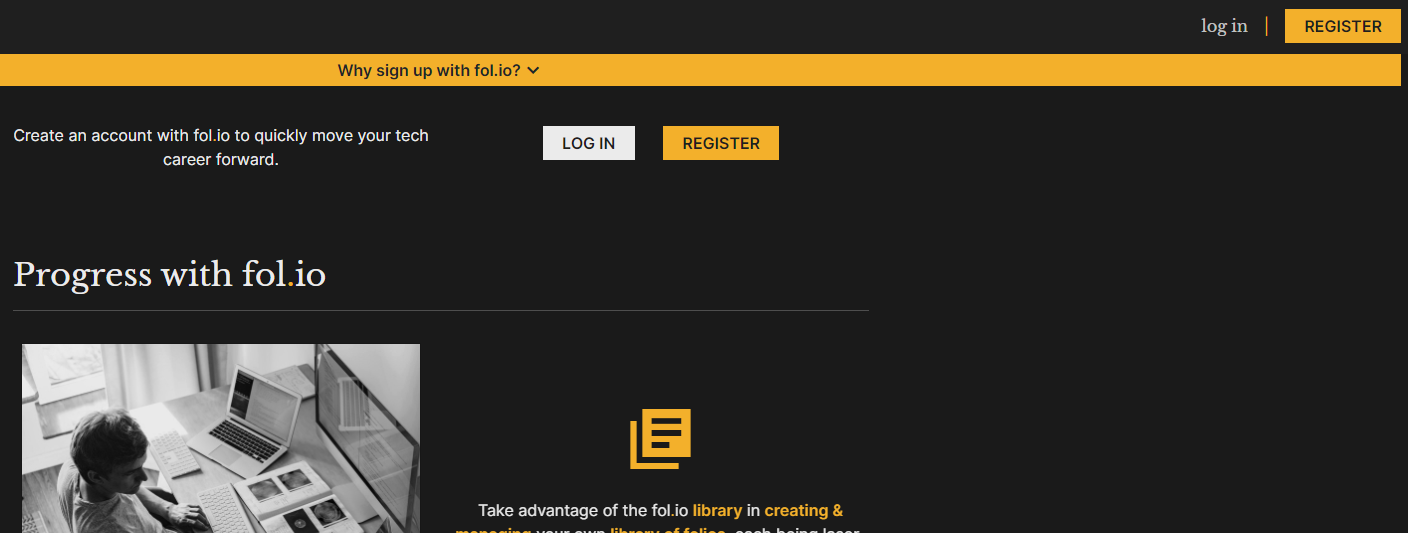 log in | REGISTER
Why sign up with fol.io?
Create an account with fol.io to quickly move your tech
career forward.
LOG IN
REGISTER
Progress with fol.io
Take advantage of the fol.io library in creating &
managing your own library of folios, each being laser